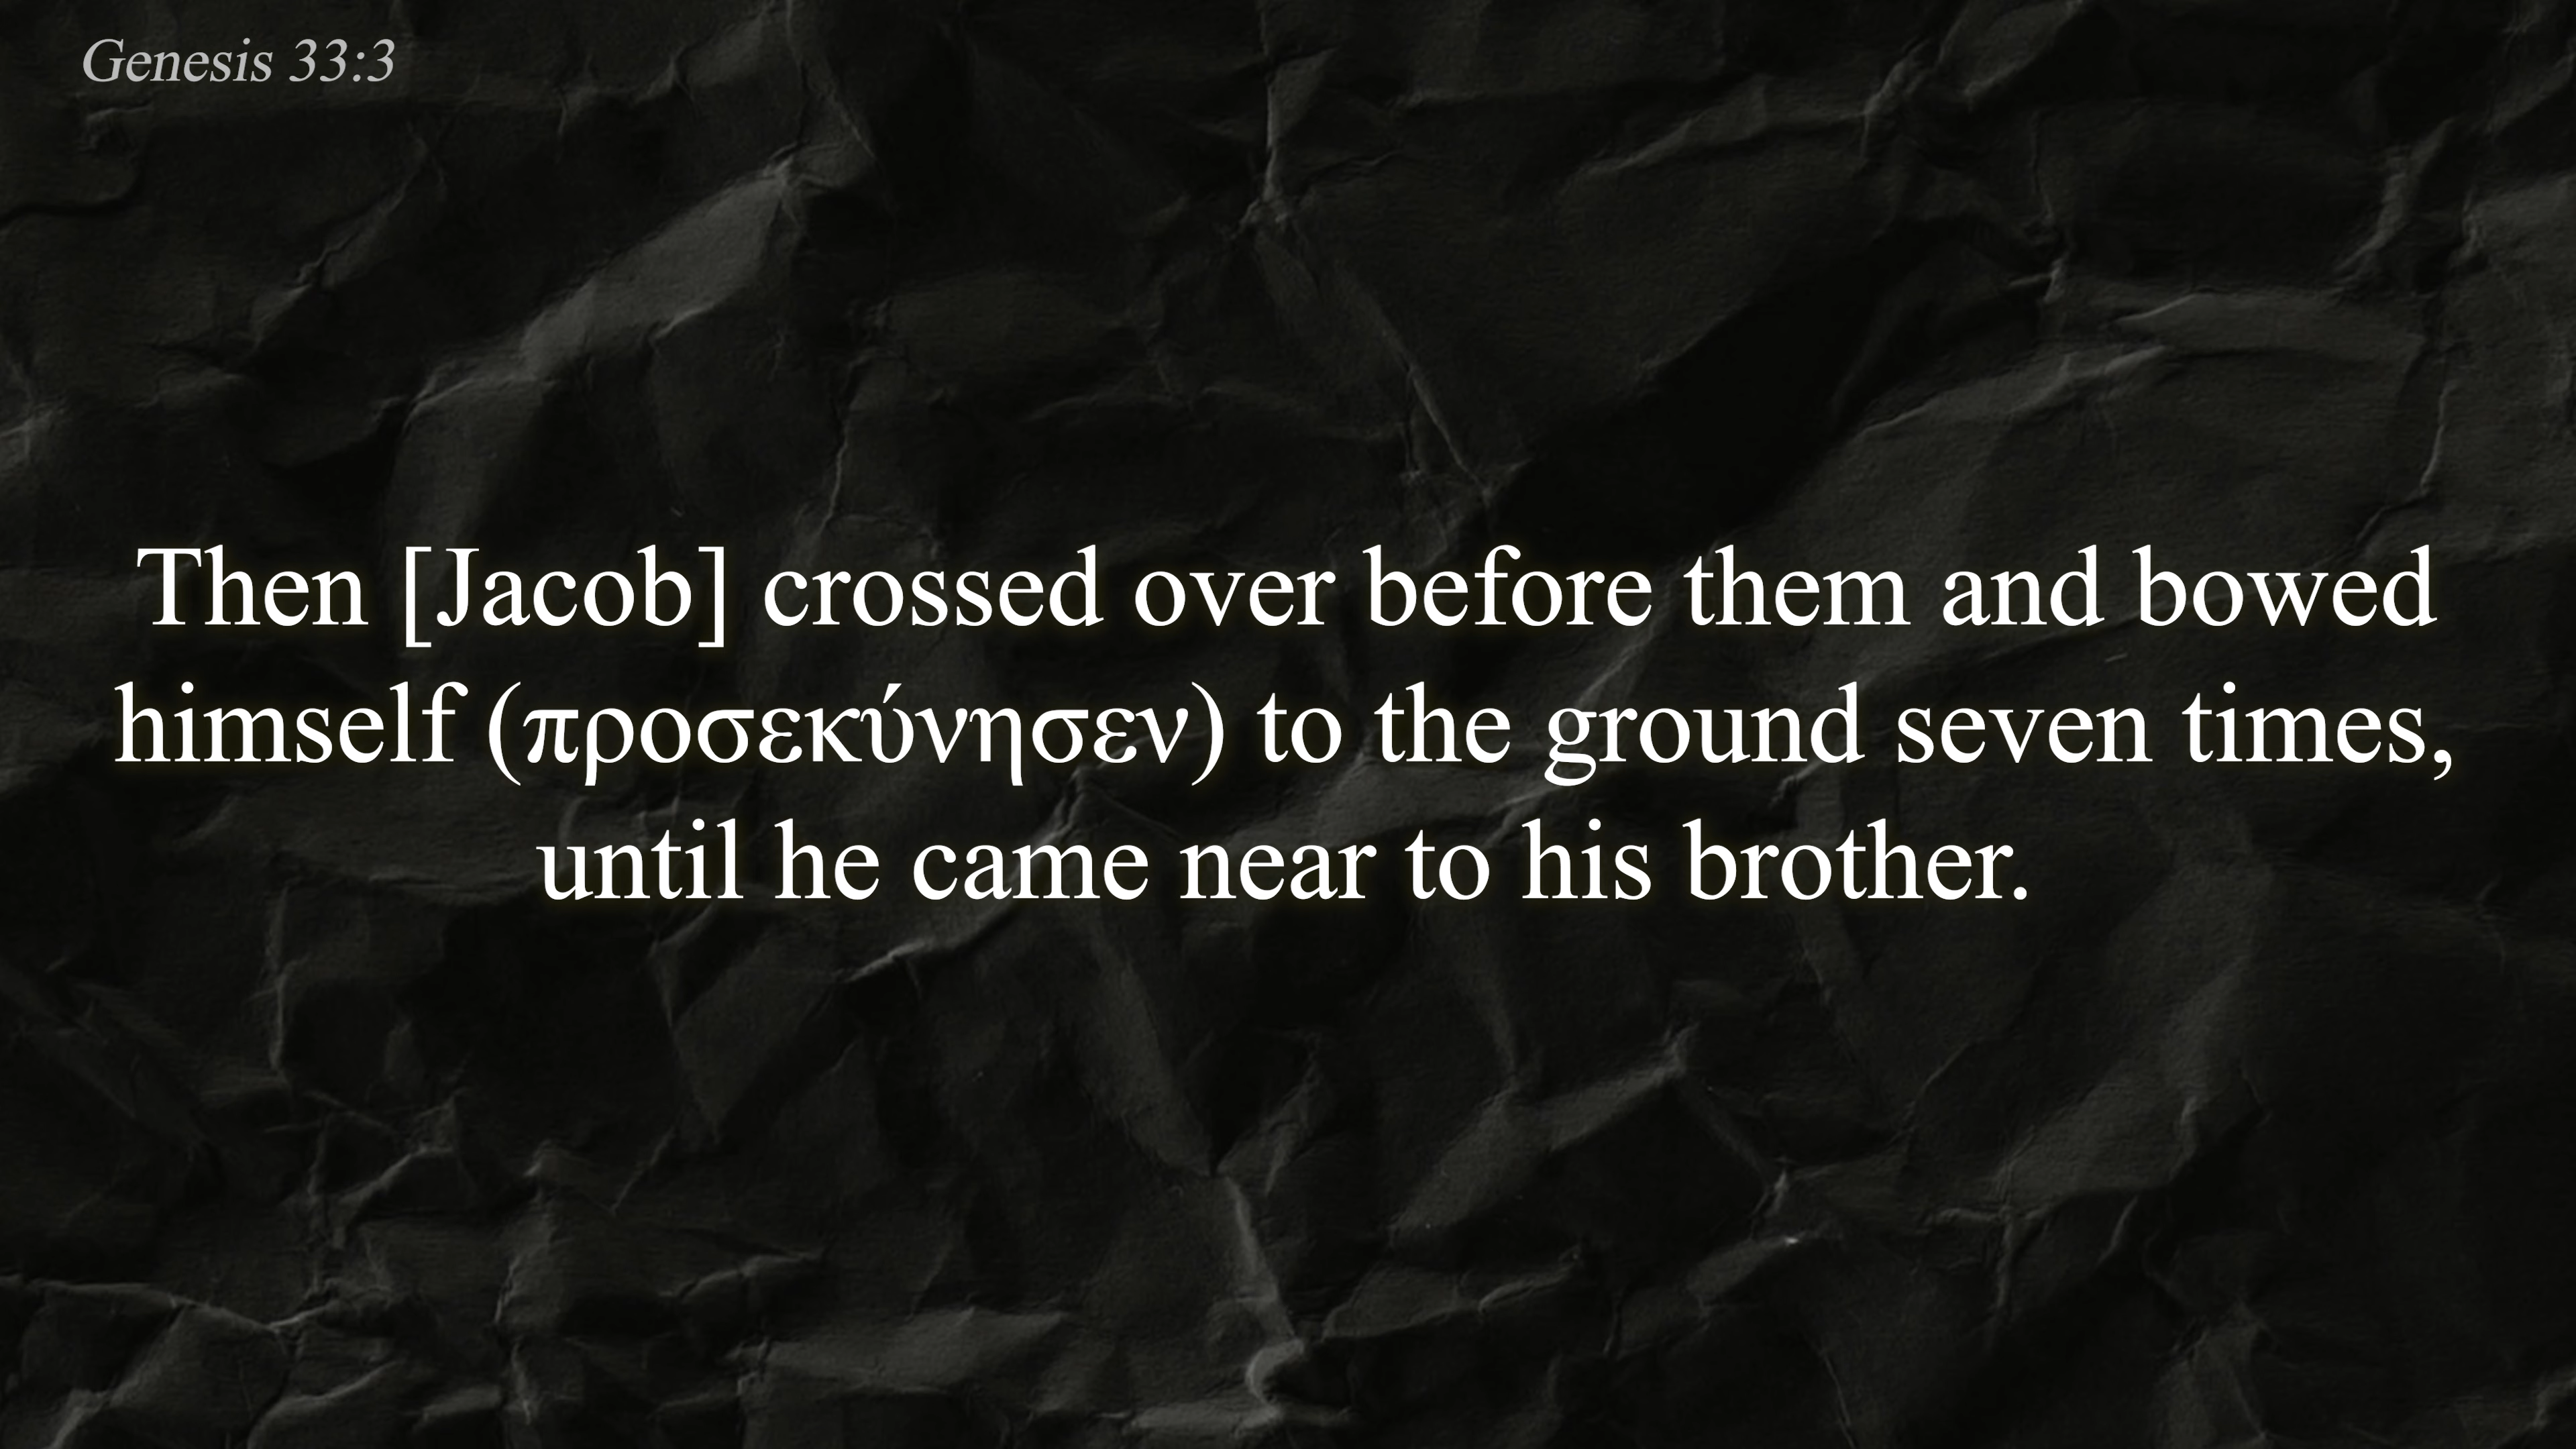 Genesis 33:3
Then [Jacob] crossed over before them and bowed
himself (προσεκύνησεν) to the ground seven times,
until he came near to his brother.